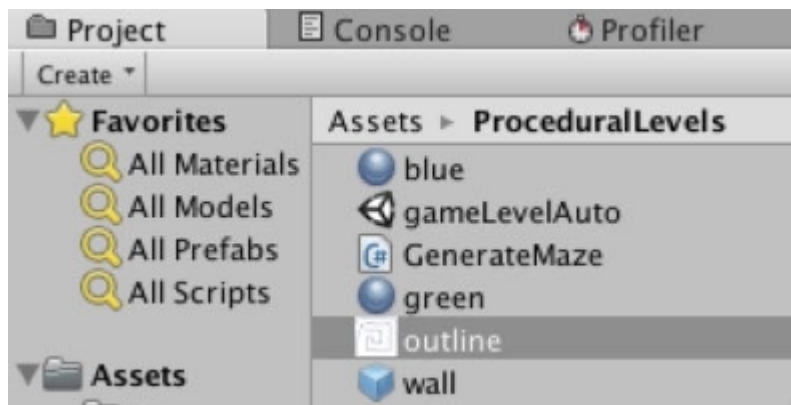 Project Console Profiler
Create
Favorites
All Materials
All Models
All Prefabs
All Scripts
Assets
Assets ▶ ProceduralLevels
blue
gameLevelAuto
C# GenerateMaze
green
outline
wall